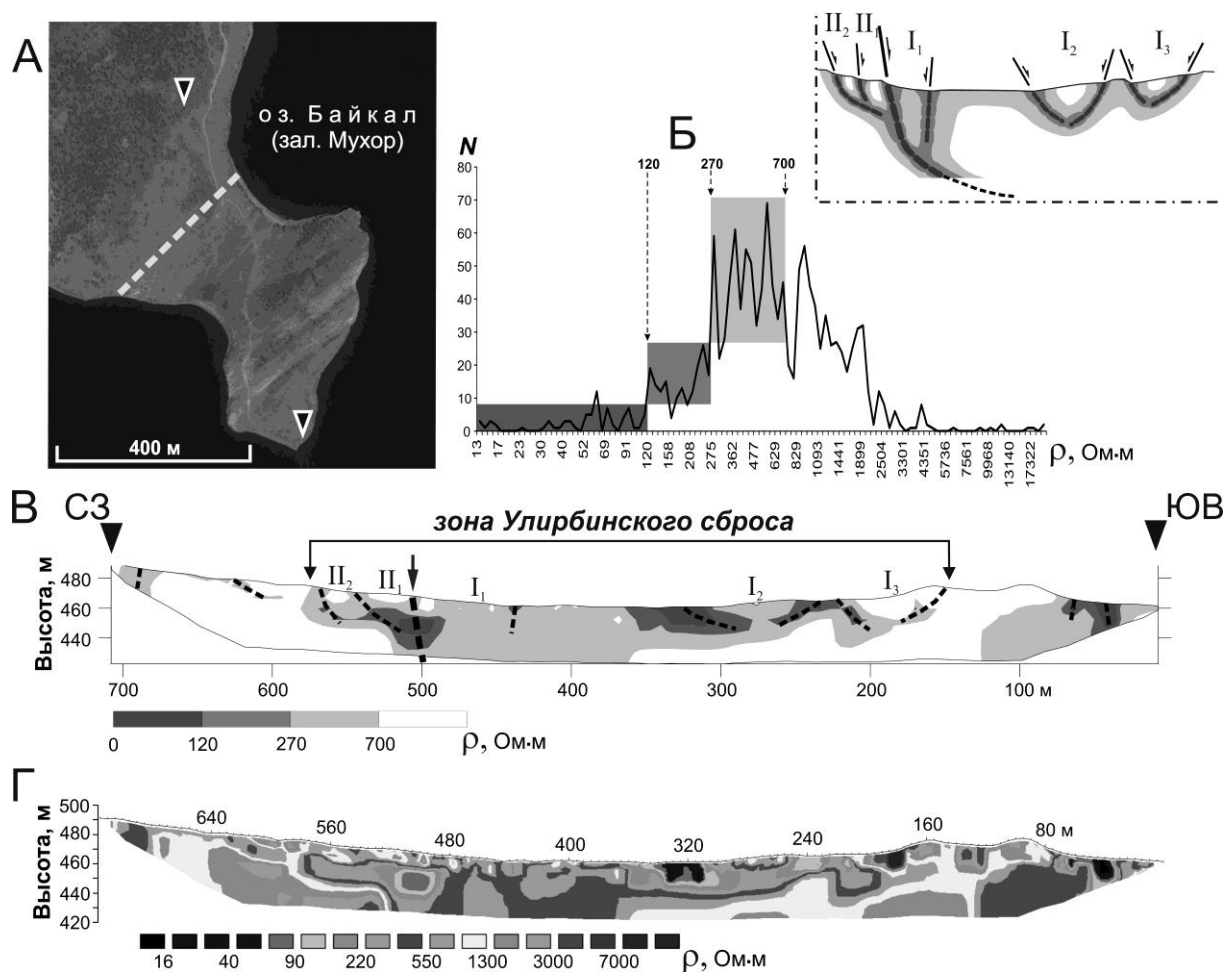 А
оз. Байкал
(зал. Мухор)
400 м
Б
II₂ II₁ I₁ I₂ I₃
N
120 270 700
80
70
60
50
40
30
20
10
0
13 17 23 30 40 52 69 91 120 158 208 275 362 477 629 829 1093 1441 1899 2504 3301 4351 5736 7561 9968 13140 17322
ρ, Ом·м
В
СЗ
ЮВ
зона Улирбинского сброса
II₂ II₁ I₁ I₂ I₃
Высота, м
480
460
440
700 600 500 400 300 200 100 м
0 120 270 700
ρ, Ом·м
Г
Высота, м
500
480
460
440
420
640 560 480 400 320 240 160 80 м
16 40 90 220 550 1300 3000 7000
ρ, Ом·м